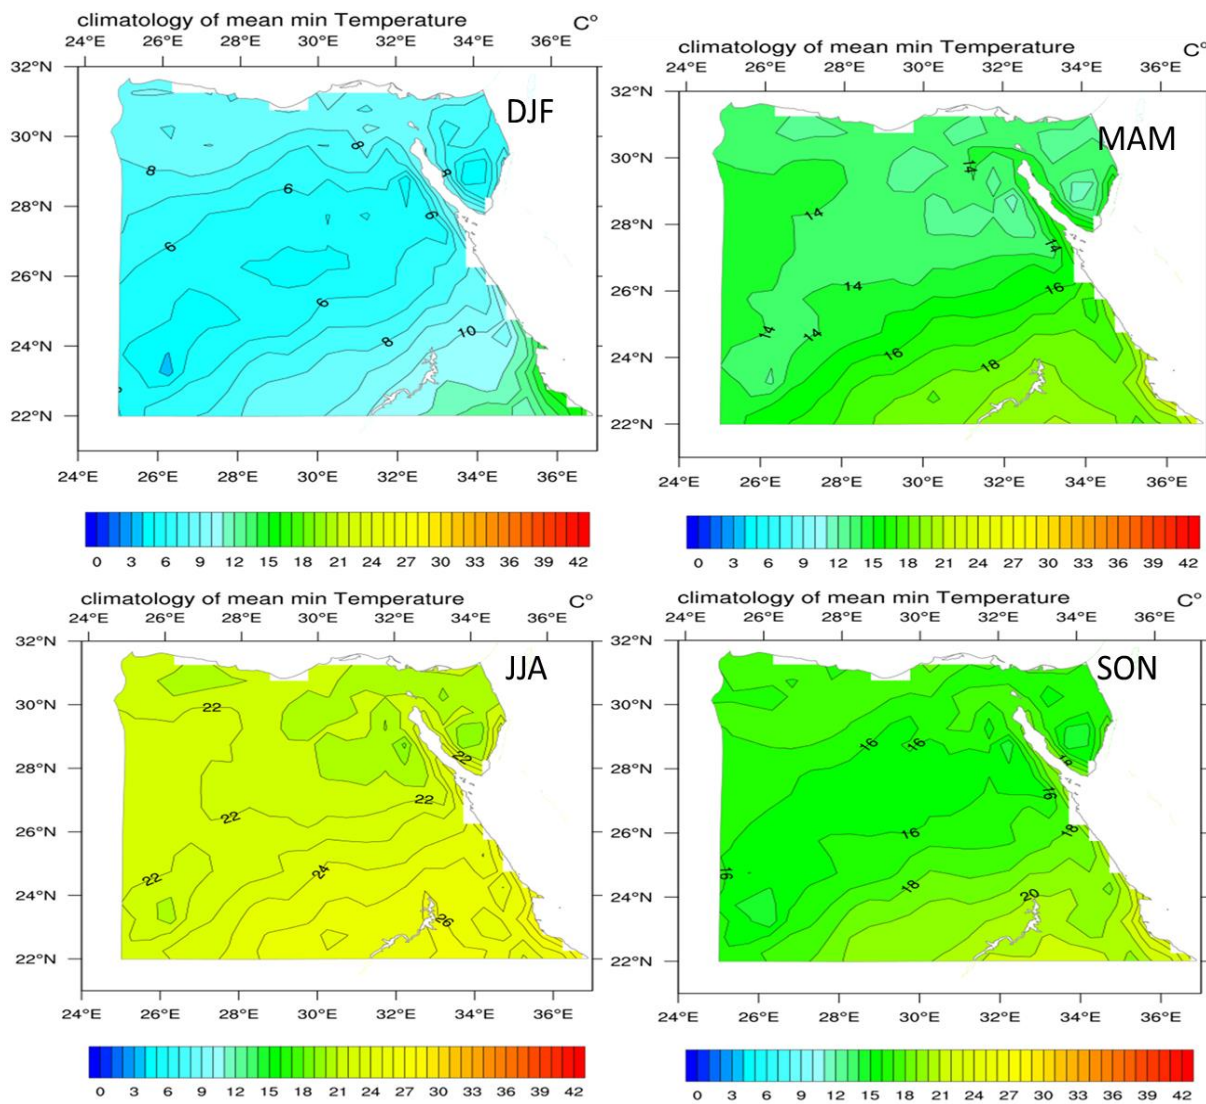 climatology of mean min Temperature C°
24°E 26°E 28°E 30°E 32°E 34°E 36°E
32°N
DJF
30°N
28°N
26°N
24°N
22°N
8 8 8 6 6 6 6 8 10
24°E 26°E 28°E 30°E 32°E 34°E 36°E
0 3 6 9 12 15 18 21 24 27 30 33 36 39 42
climatology of mean min Temperature C°
24°E 26°E 28°E 30°E 32°E 34°E 36°E
32°N
MAM
30°N
28°N
26°N
24°N
22°N
14 14 14 14 16 14 14 16 18
24°E 26°E 28°E 30°E 32°E 34°E 36°E
0 3 6 9 12 15 18 21 24 27 30 33 36 39 42
climatology of mean min Temperature C°
24°E 26°E 28°E 30°E 32°E 34°E 36°E
32°N
JJA
30°N
28°N
26°N
24°N
22°N
22 22 22 22 22 24 26
24°E 26°E 28°E 30°E 32°E 34°E 36°E
0 3 6 9 12 15 18 21 24 27 30 33 36 39 42
climatology of mean min Temperature C°
24°E 26°E 28°E 30°E 32°E 34°E 36°E
32°N
SON
30°N
28°N
26°N
24°N
22°N
16 16 16 16 18 16 18 20
24°E 26°E 28°E 30°E 32°E 34°E 36°E
0 3 6 9 12 15 18 21 24 27 30 33 36 39 42